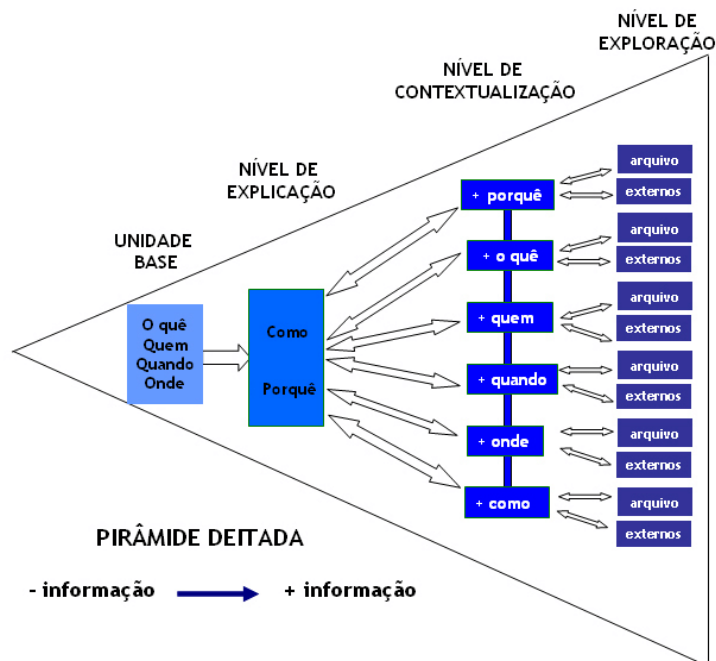 NÍVEL DE
EXPLORAÇÃO
NÍVEL DE
CONTEXTUALIZAÇÃO
NÍVEL DE
EXPLICAÇÃO
UNIDADE
BASE
O quê
Quem
Quando
Onde
Como
Porquê
+ porquê
+ o quê
+ quem
+ quando
+ onde
+ como
arquivo
externos
arquivo
externos
arquivo
externos
arquivo
externos
arquivo
externos
arquivo
externos
PIRÂMIDE DEITADA
- informação + informação